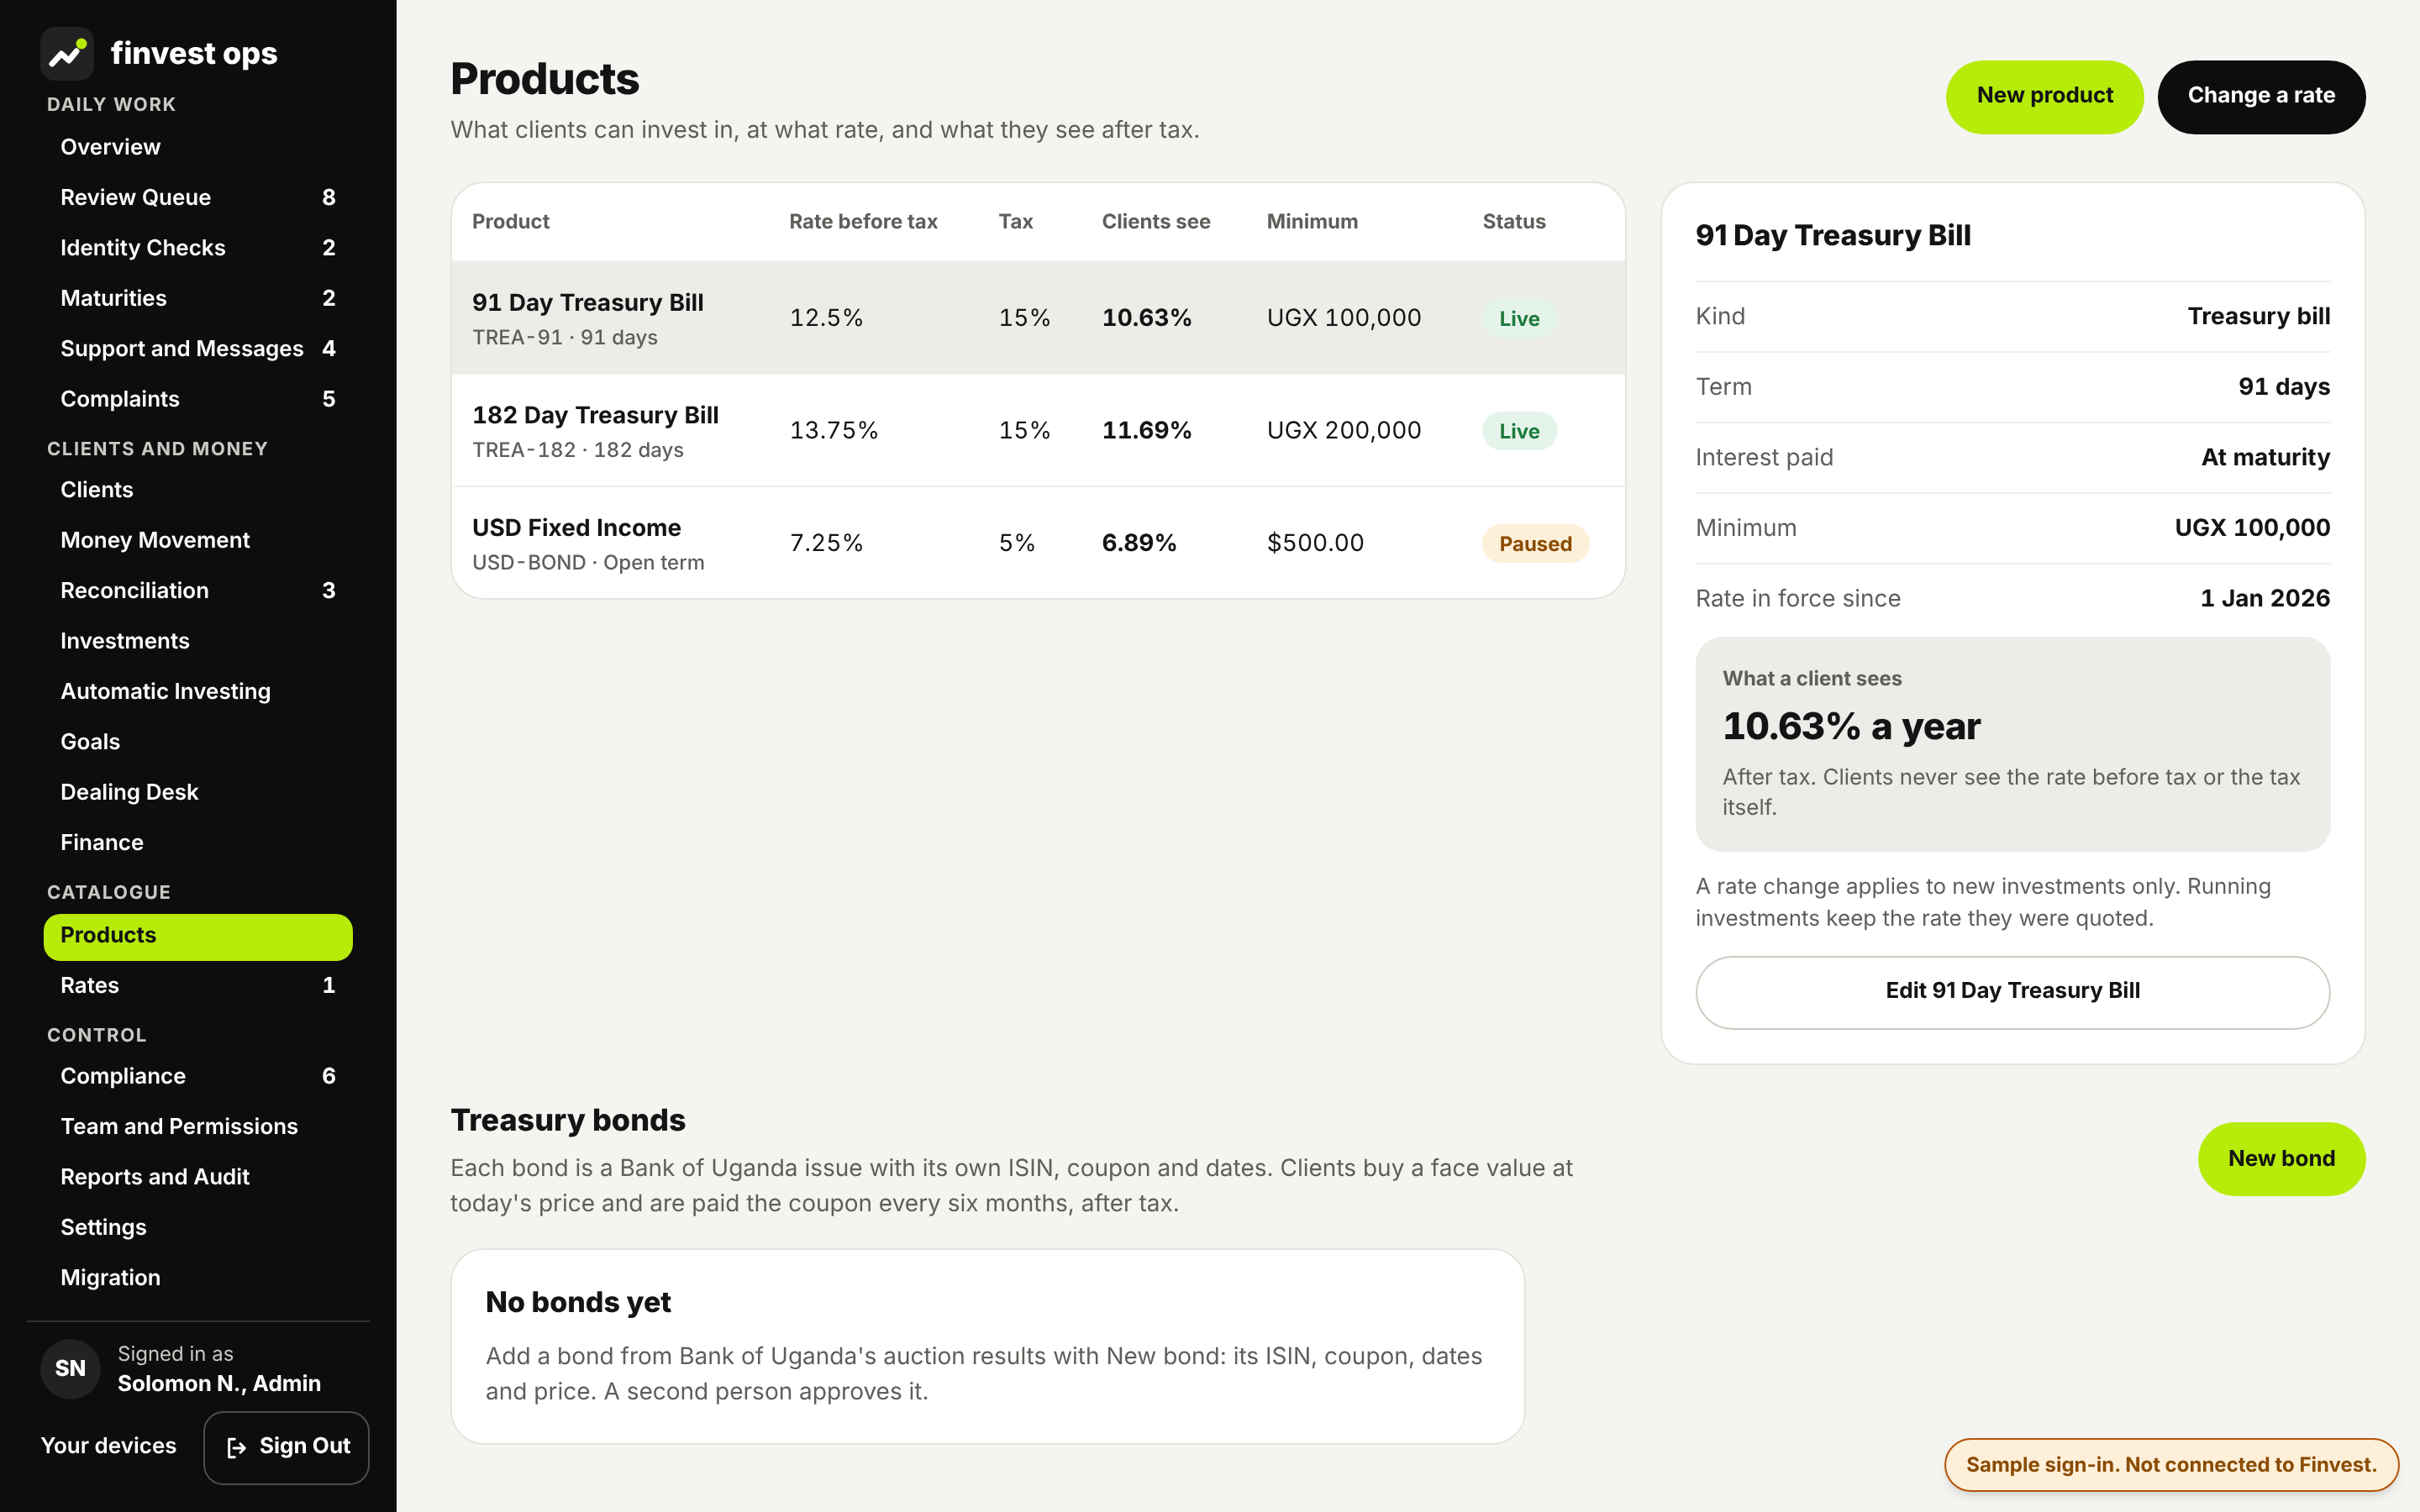 finvest ops
DAILY WORK
Overview
Review Queue 8
Identity Checks 2
Maturities 2
Support and Messages 4
Complaints 5
CLIENTS AND MONEY
Clients
Money Movement
Reconciliation 3
Investments
Automatic Investing
Goals
Dealing Desk
Finance
CATALOGUE
Products
Rates 1
CONTROL
Compliance 6
Team and Permissions
Reports and Audit
Settings
Migration
SN
Signed in as
Solomon N., Admin
Your devices
Sign Out
Products
What clients can invest in, at what rate, and what they see after tax.
New product
Change a rate
Product Rate before tax Tax Clients see Minimum Status
91 Day Treasury Bill 12.5% 15% 10.63% UGX 100,000 Live
TREA-91 · 91 days
182 Day Treasury Bill 13.75% 15% 11.69% UGX 200,000 Live
TREA-182 · 182 days
USD Fixed Income 7.25% 5% 6.89% $500.00 Paused
USD-BOND · Open term
91 Day Treasury Bill
Kind Treasury bill
Term 91 days
Interest paid At maturity
Minimum UGX 100,000
Rate in force since 1 Jan 2026
What a client sees
10.63% a year
After tax. Clients never see the rate before tax or the tax
itself.
A rate change applies to new investments only. Running
investments keep the rate they were quoted.
Edit 91 Day Treasury Bill
Treasury bonds
Each bond is a Bank of Uganda issue with its own ISIN, coupon and dates. Clients buy a face value at
today's price and are paid the coupon every six months, after tax.
New bond
No bonds yet
Add a bond from Bank of Uganda's auction results with New bond: its ISIN, coupon, dates
and price. A second person approves it.
Sample sign-in. Not connected to Finvest.